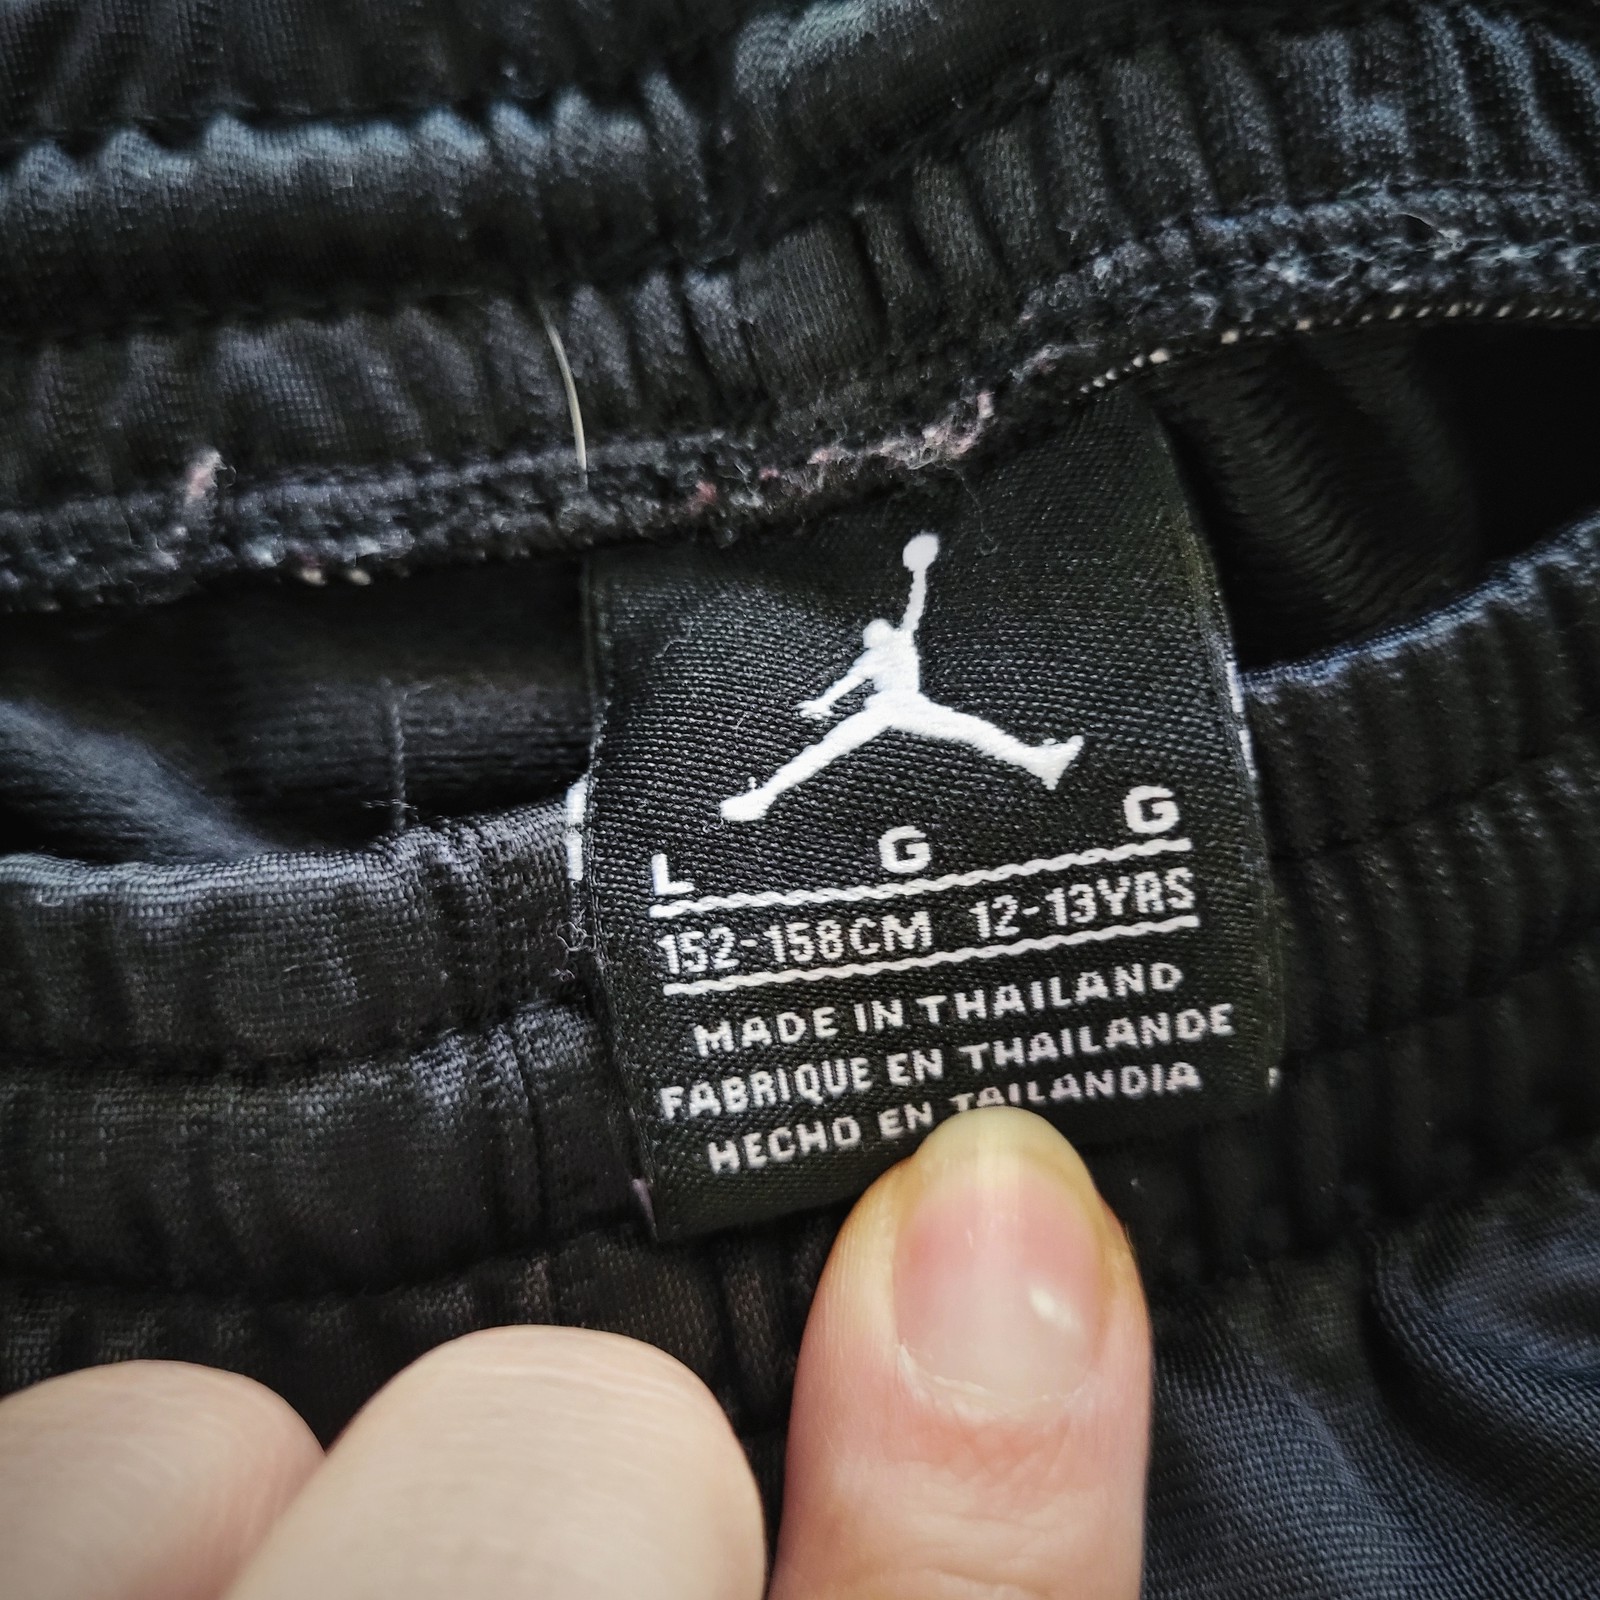 L G G
152-158CM 12-13YRS
MADE IN THAILAND
FABRIQUE EN THAILANDE
HECHO EN TAILANDIA